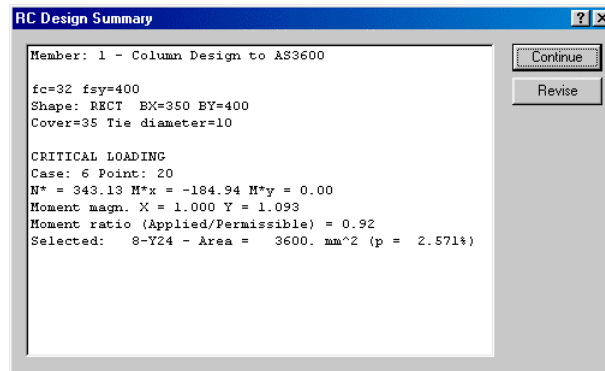 RC Design Summary
Member: 1 - Column Design to AS3600
fc=32 fsy=400
Shape: RECT BX=350 BY=400
Cover=35 Tie diameter=10
CRITICAL LOADING
Case: 6 Point: 20
N* = 343.13 M*x = -184.94 M*y = 0.00
Moment magn. X = 1.000 Y = 1.093
Moment ratio (Applied/Permissible) = 0.92
Selected: 8-Y24 - Area = 3600. mm^2 (p = 2.571%)
Continue
Revise